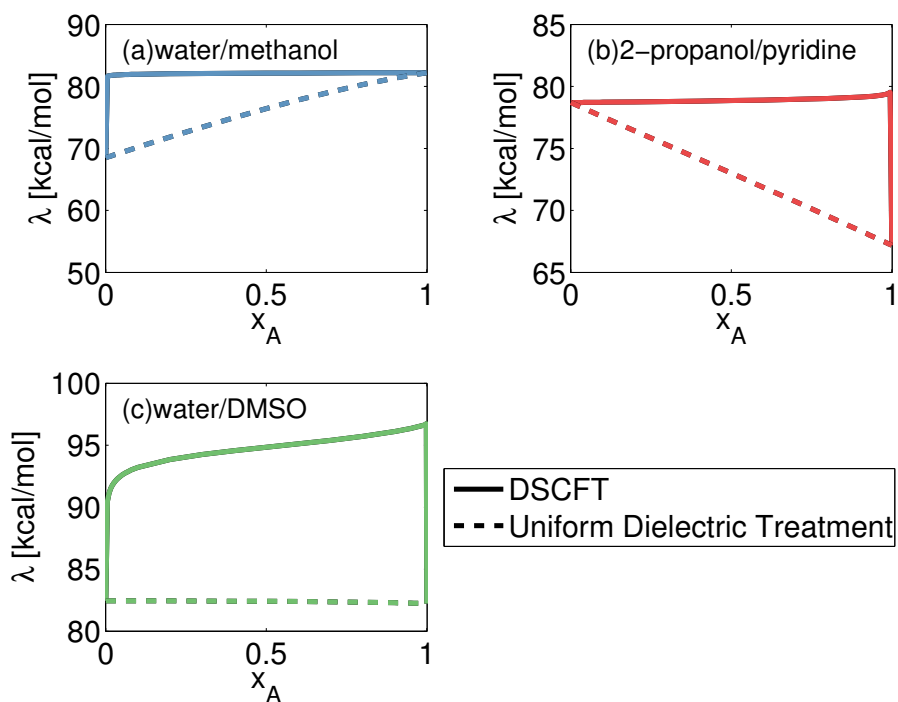 (a)water/methanol
90
80
70
60
50
λ [kcal/mol]
0
0.5
1
x_A
(b)2−propanol/pyridine
85
80
75
70
65
λ [kcal/mol]
0
0.5
1
x_A
(c)water/DMSO
100
95
90
85
80
λ [kcal/mol]
0
0.5
1
x_A
DSCFT
Uniform Dielectric Treatment